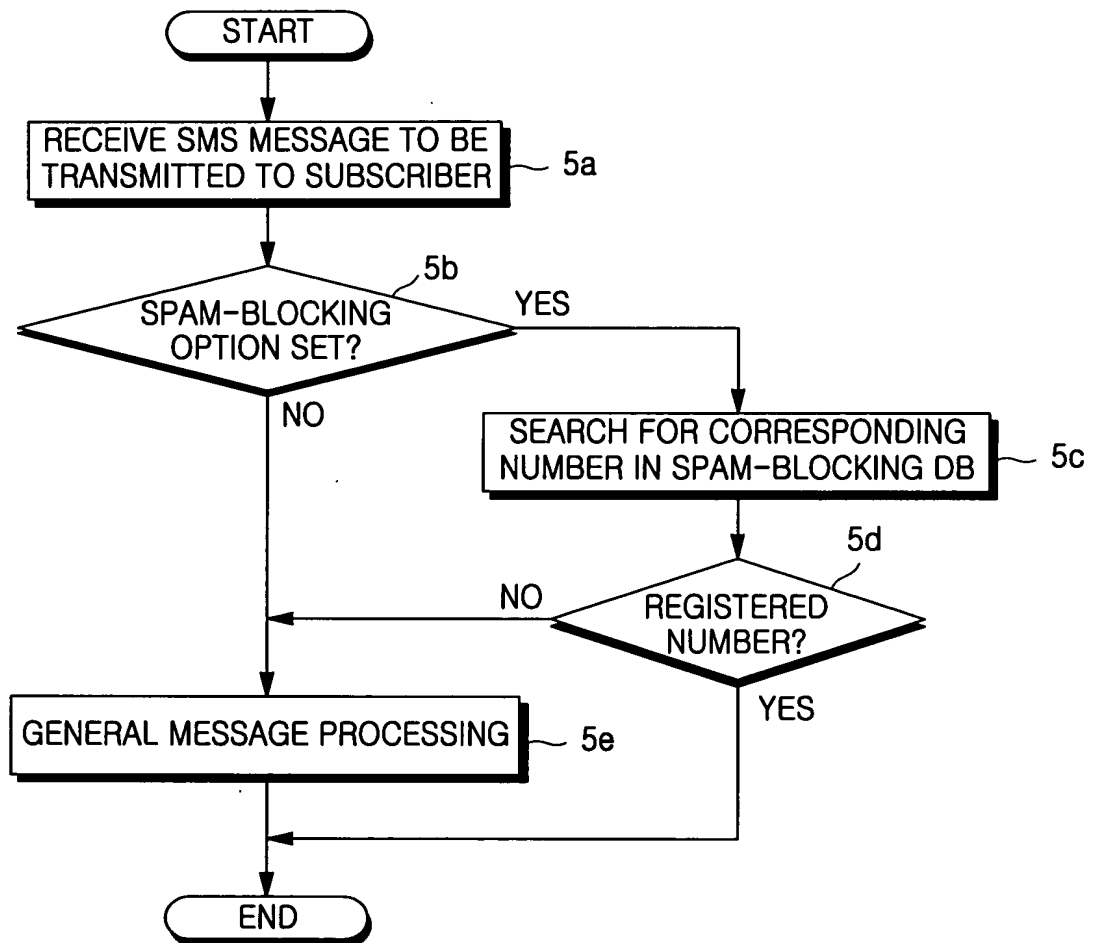 START
RECEIVE SMS MESSAGE TO BE
TRANSMITTED TO SUBSCRIBER
5a
5b
SPAM-BLOCKING
OPTION SET?
YES
NO
SEARCH FOR CORRESPONDING
NUMBER IN SPAM-BLOCKING DB
5c
5d
REGISTERED
NUMBER?
NO
YES
GENERAL MESSAGE PROCESSING
5e
END